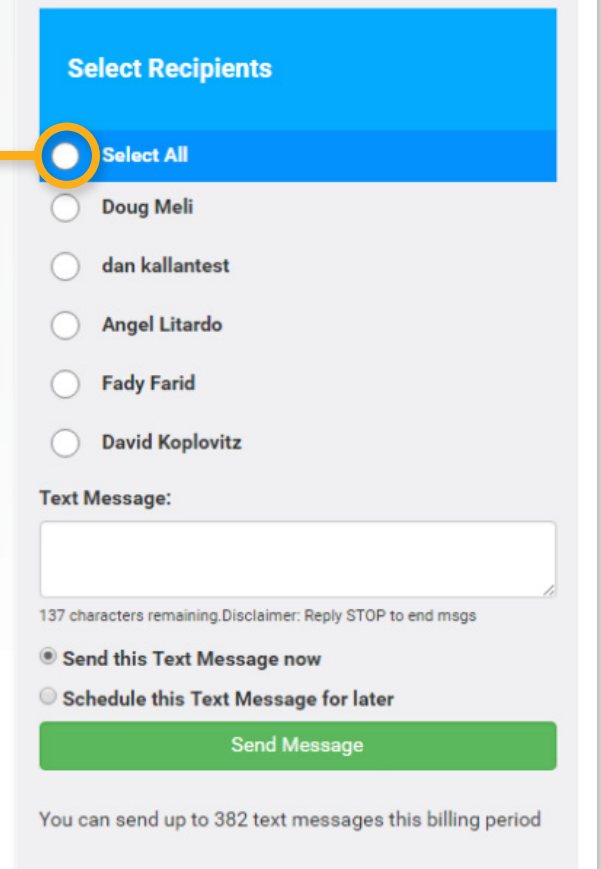 Select Recipients
Select All
Doug Meli
dan kallantest
Angel Litardo
Fady Farid
David Koplovitz
Text Message:
137 characters remaining.Disclaimer: Reply STOP to end msgs
Send this Text Message now
Schedule this Text Message for later
Send Message
You can send up to 382 text messages this billing period